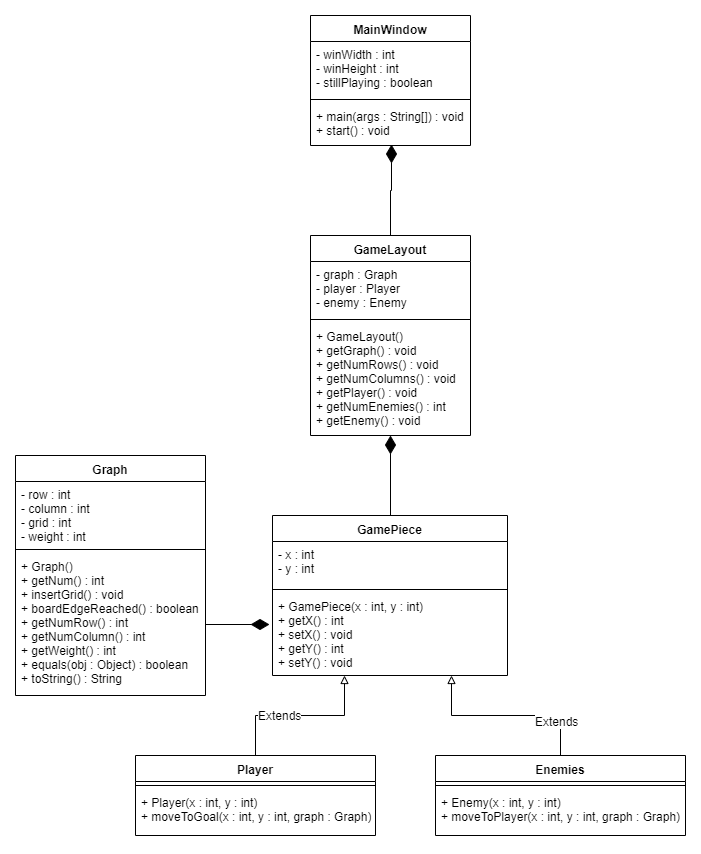 MainWindow
- winWidth : int
- winHeight : int
- stillPlaying : boolean
+ main(args : String[]) : void
+ start() : void
GameLayout
- graph : Graph
- player : Player
- enemy : Enemy
+ GameLayout()
+ getGraph() : void
+ getNumRows() : void
+ getNumColumns() : void
+ getPlayer() : void
+ getNumEnemies() : int
+ getEnemy() : void
Graph
- row : int
- column : int
- grid : int
- weight : int
+ Graph()
+ getNum() : int
+ insertGrid() : void
+ boardEdgeReached() : boolean
+ getNumRow() : int
+ getNumColumn() : int
+ getWeight() : int
+ equals(obj : Object) : boolean
+ toString() : String
GamePiece
- x : int
- y : int
+ GamePiece(x : int, y : int)
+ getX() : int
+ setX() : void
+ getY() : int
+ setY() : void
Extends
Extends
Player
+ Player(x : int, y : int)
+ moveToGoal(x : int, y : int, graph : Graph)
Enemies
+ Enemy(x : int, y : int)
+ moveToPlayer(x : int, y : int, graph : Graph)